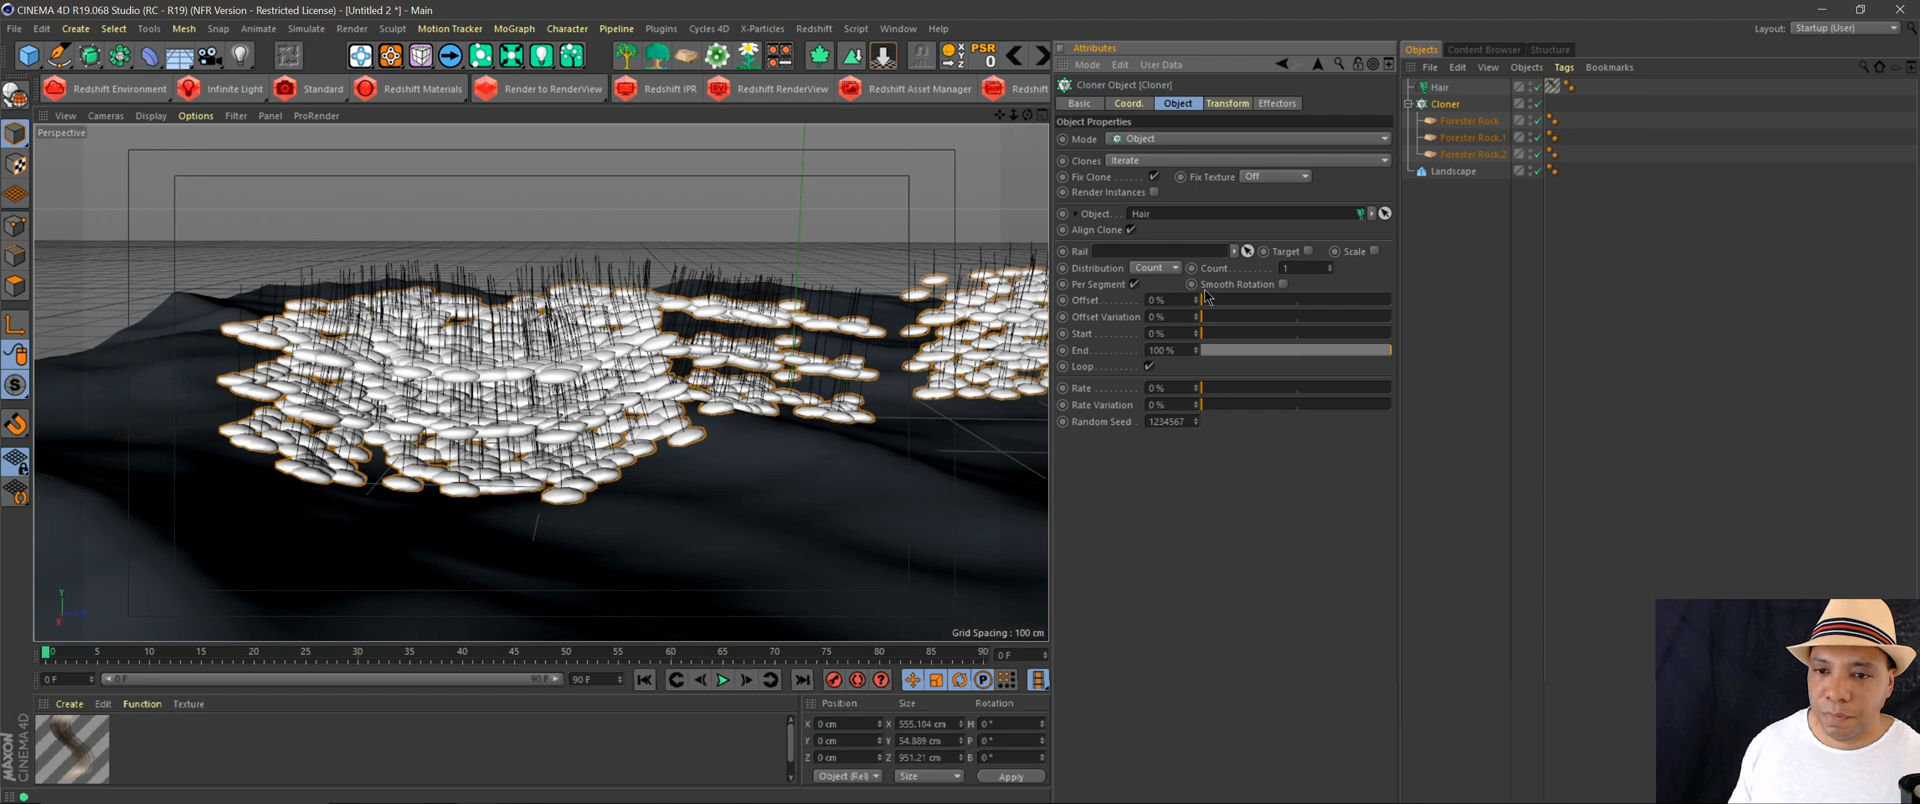 CINEMA 4D R19.068 Studio (RC - R19) (NFR Version - Restricted License) - [Untitled 2 *] - Main
File Edit Create Select Tools Mesh Snap Animate Simulate Render Sculpt Motion Tracker MoGraph Character Pipeline Plugins Cycles 4D X-Particles Redshift Script Window Help
Layout: Startup (User)
PSR
0
Redshift Environment Infinite Light Standard Redshift Materials Render to RenderView Redshift IPR Redshift RenderView Redshift Asset Manager Redshift
View Cameras Display Options Filter Panel ProRender
Perspective
Y
X
Grid Spacing : 100 cm
0 5 10 15 20 25 30 35 40 45 50 55 60 65 70 75 80 85 90 0 F
0 F 0 F 90 F 90 F
Create Edit Function Texture
MAXON
CINEMA 4D
Position Size Rotation
X 0 cm X 555.104 cm H 0 °
Y 0 cm Y 54.889 cm P 0 °
Z 0 cm Z 951.21 cm B 0 °
Object (Rel) Size Apply
Attributes
Mode Edit User Data
Cloner Object [Cloner]
Basic Coord. Object Transform Effectors
Object Properties
Mode Object
Clones Iterate
Fix Clone Fix Texture Off
Render Instances
Object Hair
Align Clone
Rail Target Scale
Distribution Count Count 1
Per Segment Smooth Rotation
Offset 0 %
Offset Variation 0 %
Start 0 %
End 100 %
Loop
Rate 0 %
Rate Variation 0 %
Random Seed 1234567
Objects Content Browser Structure
File Edit View Objects Tags Bookmarks
Hair
Cloner
Forester Rock
Forester Rock.1
Forester Rock.2
Landscape